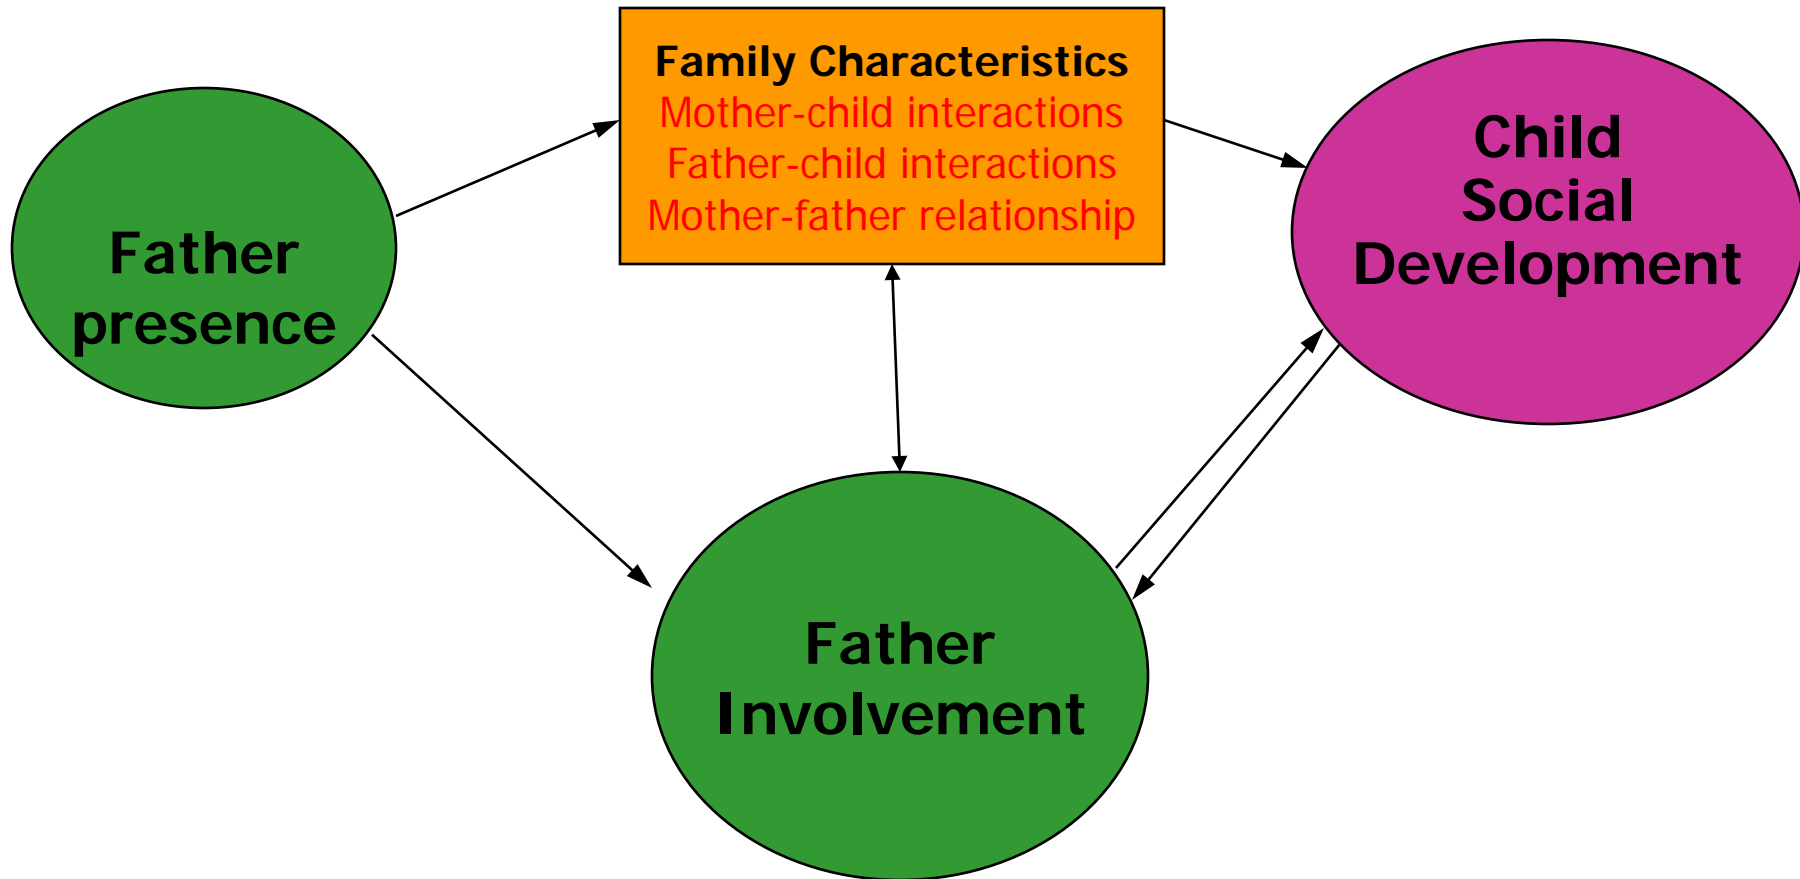 Family Characteristics
Mother-child interactions
Father-child interactions
Mother-father relationship
Father
presence
Child
Social
Development
Father
Involvement